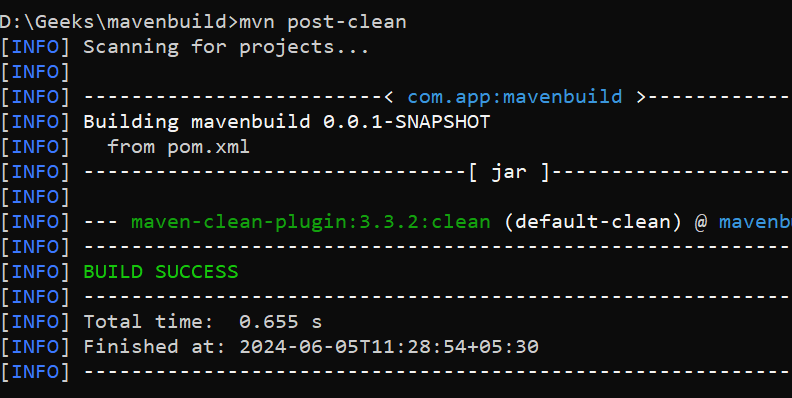 D:\Geeks\mavenbuild>mvn post-clean
[INFO] Scanning for projects...
[INFO]
[INFO] -------------------------< com.app:mavenbuild >------------
[INFO] Building mavenbuild 0.0.1-SNAPSHOT
[INFO]   from pom.xml
[INFO] --------------------------------[ jar ]--------------------
[INFO]
[INFO] --- maven-clean-plugin:3.3.2:clean (default-clean) @
[INFO] -----------------------------------------------------------
[INFO] BUILD SUCCESS
[INFO] -----------------------------------------------------------
[INFO] Total time:  0.655 s
[INFO] Finished at: 2024-06-05T11:28:54+05:30
[INFO] -----------------------------------------------------------